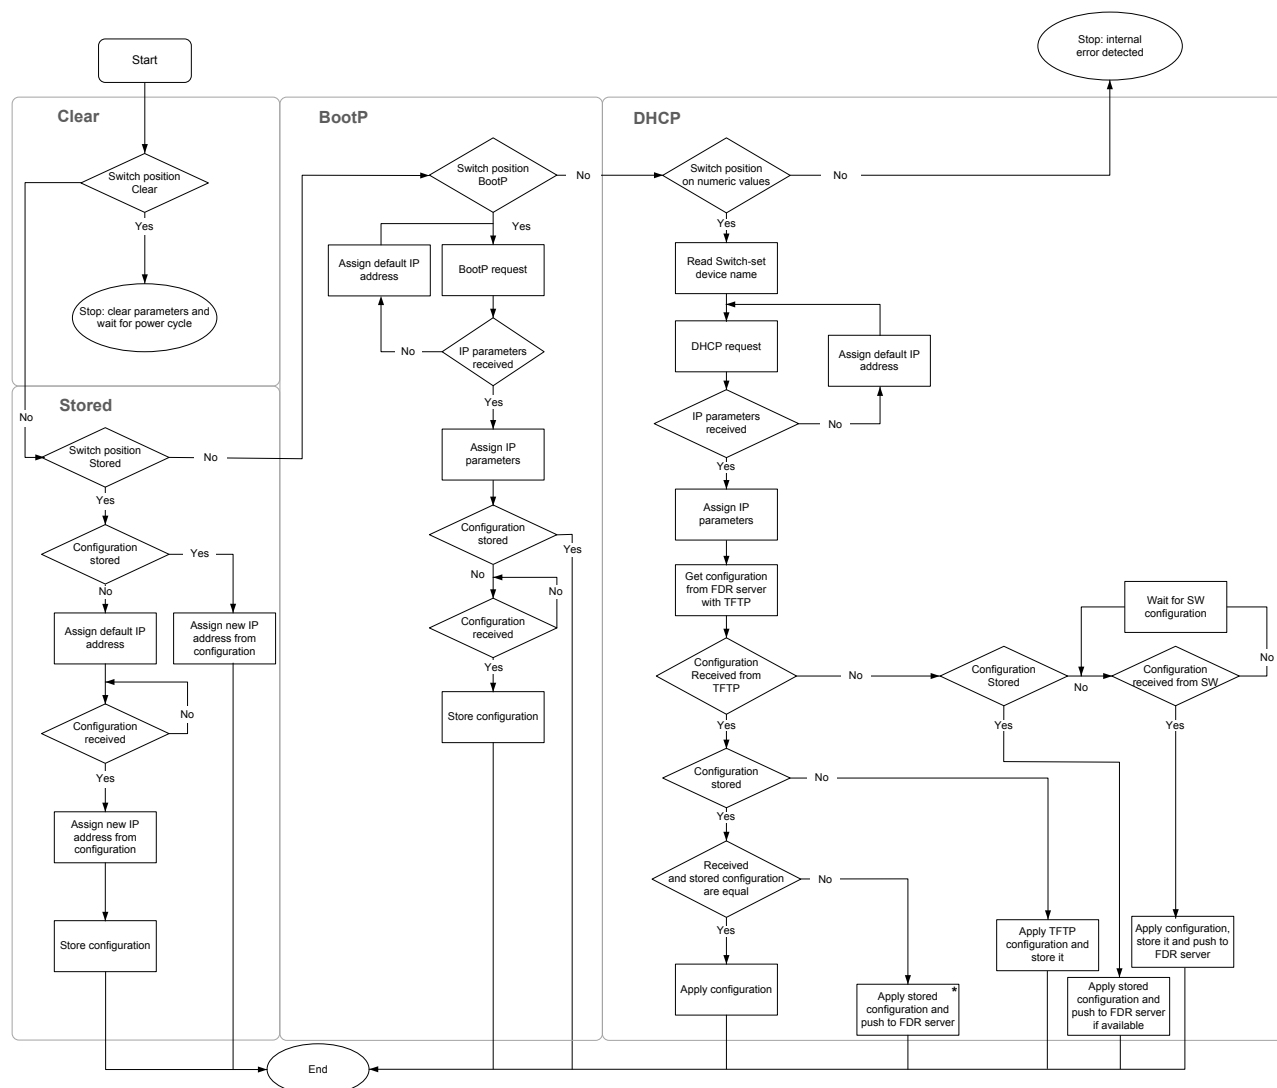 Start
Stop: internal
error detected
Clear
Switch position
Clear
Yes
Stop: clear parameters and
wait for power cycle
No
Stored
Switch position
Stored
No
Yes
Configuration
stored
Yes
No
Assign default IP
address
Assign new IP
address from
configuration
No
Configuration
received
Yes
Assign new IP
address from
configuration
Store configuration
BootP
Switch position
BootP
No
Yes
Assign default IP
address
BootP request
No
IP parameters
received
Yes
Assign IP
parameters
Configuration
stored
Yes
No
No
Configuration
received
Yes
Store configuration
DHCP
Switch position
on numeric values
No
Yes
Read Switch-set
device name
DHCP request
Assign default IP
address
IP parameters
received
No
Yes
Assign IP
parameters
Get configuration
from FDR server
with TFTP
Wait for SW
configuration
Configuration
Received from
TFTP
No
Configuration
Stored
No
Configuration
received from SW
No
Yes
Yes
Yes
Configuration
stored
No
Yes
Received
and stored configuration
are equal
No
Yes
Apply configuration
Apply stored *
configuration and
push to FDR server
Apply TFTP
configuration and
store it
Apply stored
configuration and
push to FDR server
if available
Apply configuration,
store it and push to
FDR server
End